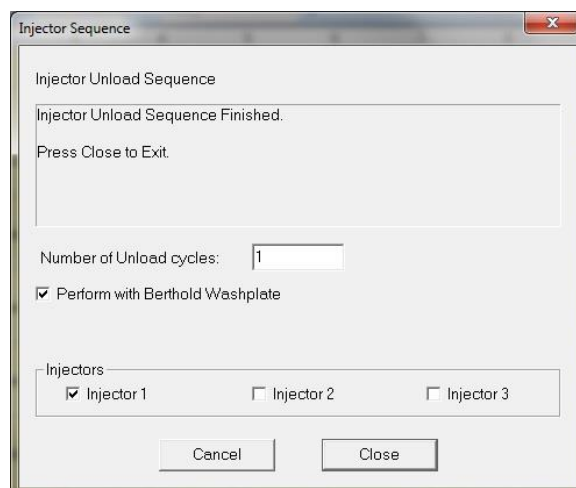 Injector Sequence
Injector Unload Sequence
Injector Unload Sequence Finished.
Press Close to Exit.
Number of Unload cycles: 1
Perform with Berthold Washplate
Injectors
Injector 1 Injector 2 Injector 3
Cancel Close